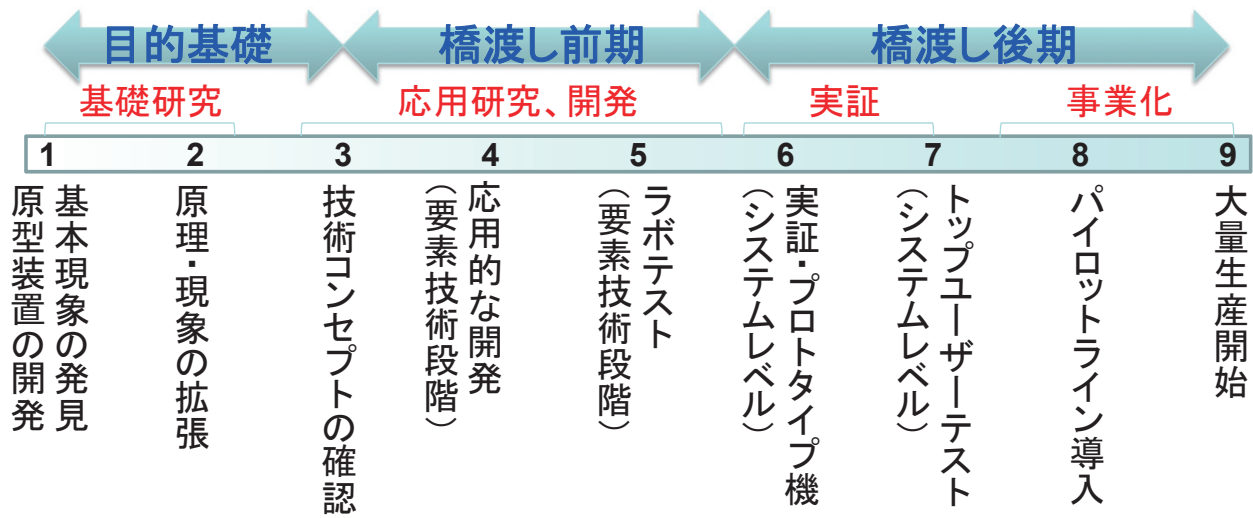 目的基礎
橋渡し前期
橋渡し後期
基礎研究
応用研究、開発
実証
事業化
1
2
3
4
5
6
7
8
9
基本現象の発見
原型装置の開発
原理・現象の拡張
技術コンセプトの確認
応用的な開発
（要素技術段階）
ラボテスト
（要素技術段階）
実証・プロトタイプ機
（システムレベル）
トップユーザーテスト
（システムレベル）
パイロットライン導入
大量生産開始